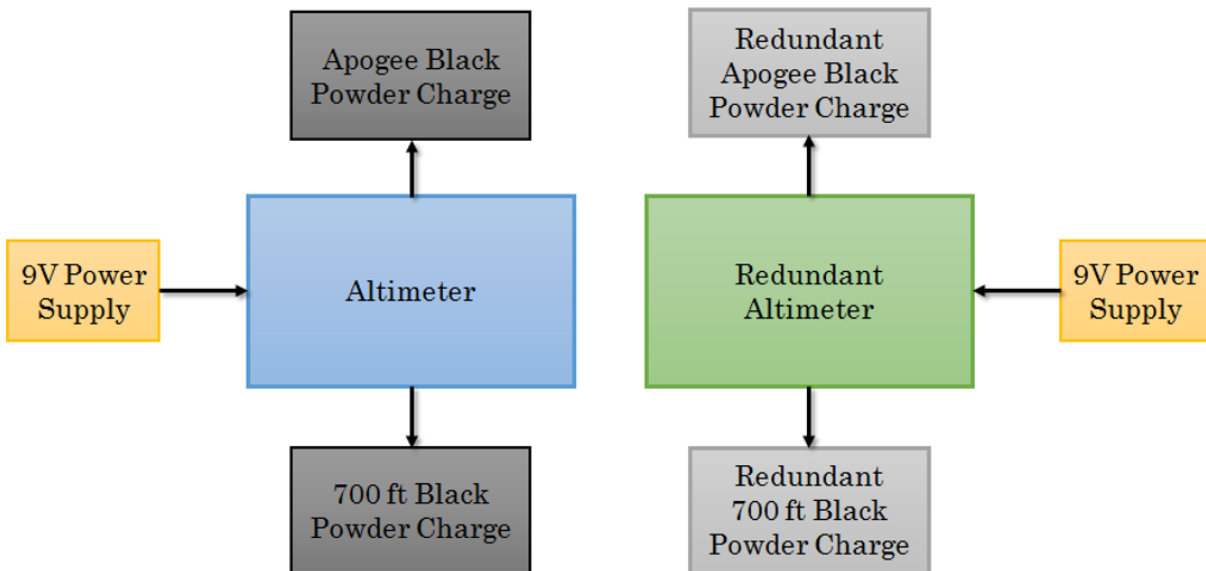 Apogee Black
Powder Charge
Redundant
Apogee Black
Powder Charge
9V Power
Supply
Altimeter
Redundant
Altimeter
9V Power
Supply
700 ft Black
Powder Charge
Redundant
700 ft Black
Powder Charge